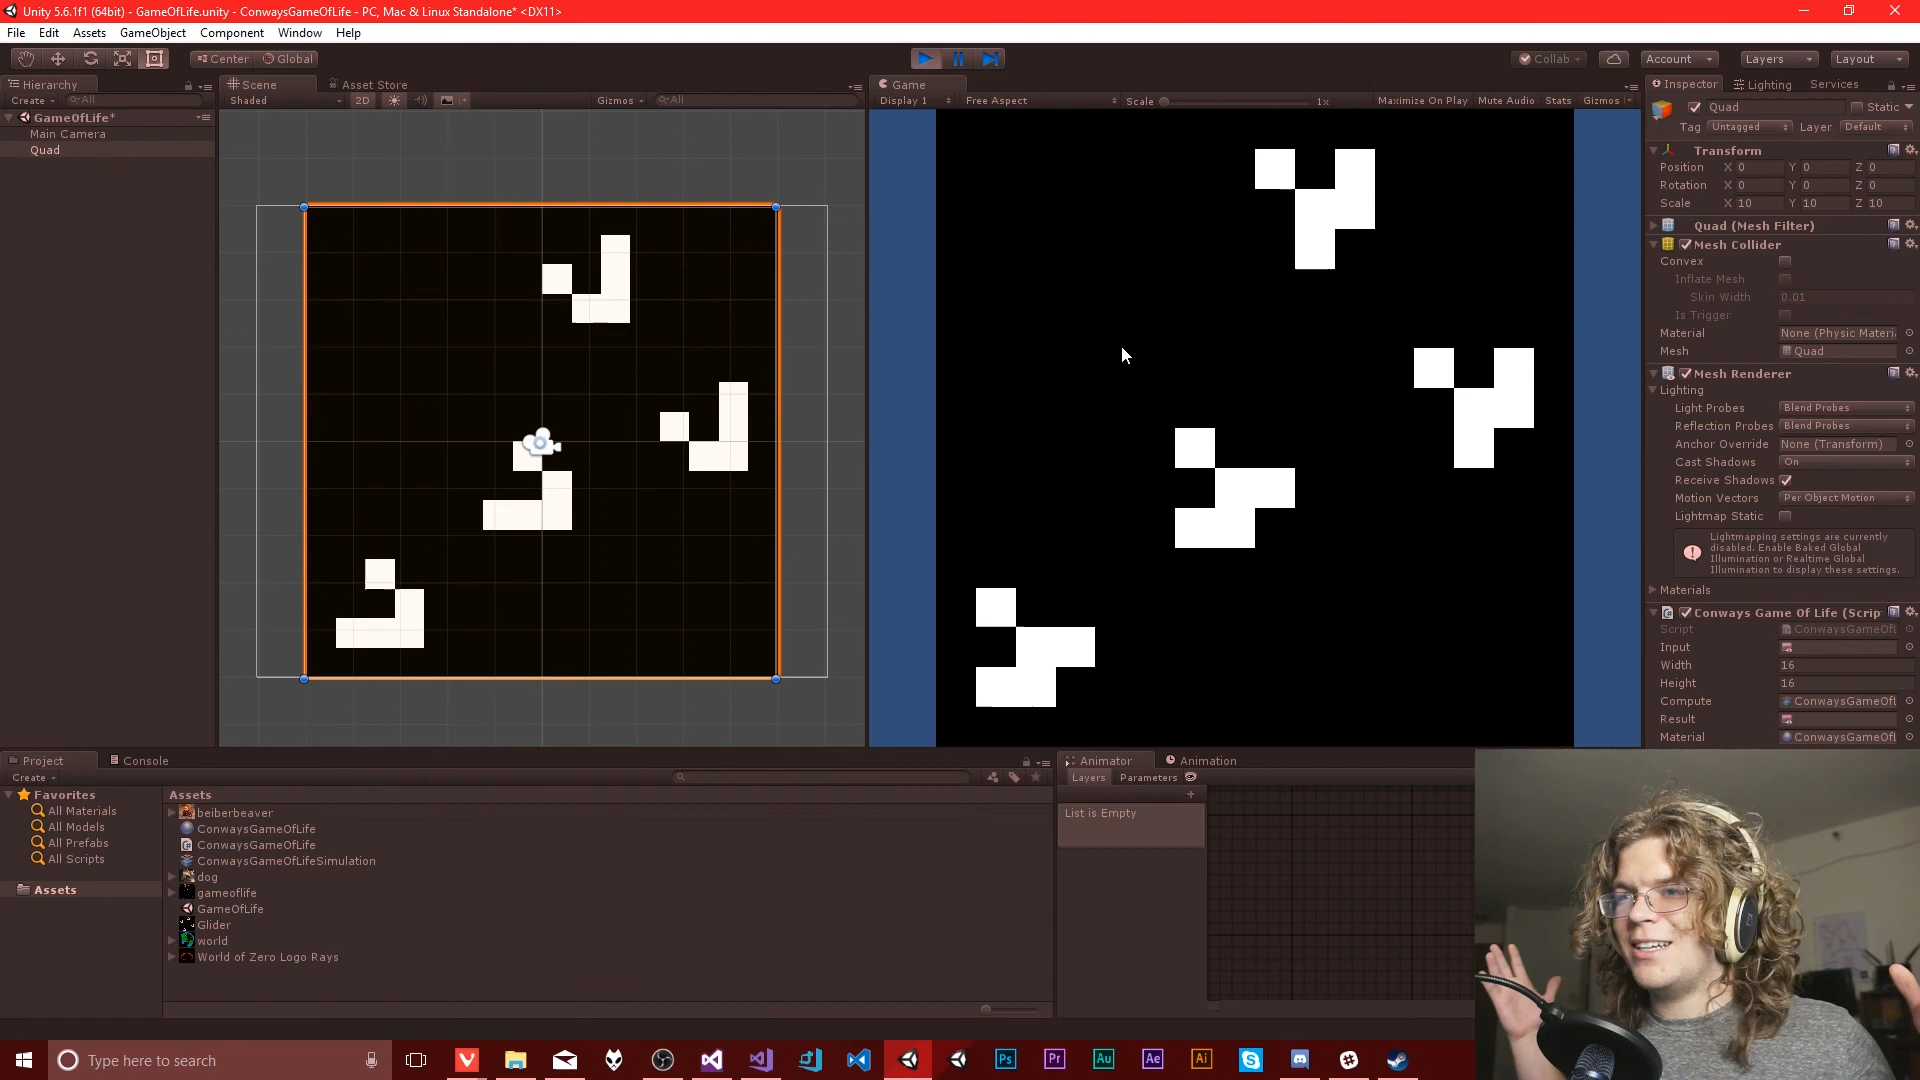 Unity 5.6.1f1 (64bit) - GameOfLife.unity - ConwaysGameOfLife - PC, Mac & Linux Standalone* <DX11>
File Edit Assets GameObject Component Window Help
Center Global Collab Account Layers Layout
Hierarchy
Create All
GameOfLife*
Main Camera
Quad
Scene Asset Store
Shaded 2D Gizmos All
Game
Display 1 Free Aspect Scale 1x Maximize On Play Mute Audio Stats Gizmos
Inspector Lighting Services
Quad Static
Tag Untagged Layer Default
Transform
Position X 0 Y 0 Z 0
Rotation X 0 Y 0 Z 0
Scale X 10 Y 10 Z 10
Quad (Mesh Filter)
Mesh Collider
Convex
Inflate Mesh
Skin Width 0.01
Is Trigger
Material None (Physic Materi
Mesh Quad
Mesh Renderer
Lighting
Light Probes Blend Probes
Reflection Probes Blend Probes
Anchor Override None (Transform)
Cast Shadows On
Receive Shadows
Motion Vectors Per Object Motion
Lightmap Static
Lightmapping settings are currently
disabled. Enable Baked Global
Illumination or Realtime Global
Illumination to display these settings.
Materials
Conways Game Of Life (Scrip
Script ConwaysGameOfL
Input
Width 16
Height 16
Compute ConwaysGameOfL
Result
Material ConwaysGameOfL
Project Console
Create
Favorites
All Materials
All Models
All Prefabs
All Scripts
Assets
Assets
beiberbeaver
ConwaysGameOfLife
ConwaysGameOfLife
ConwaysGameOfLifeSimulation
dog
gameoflife
GameOfLife
Glider
world
World of Zero Logo Rays
Animator Animation
Layers Parameters
List is Empty
Type here to search
Ps Pr Au Ae Ai